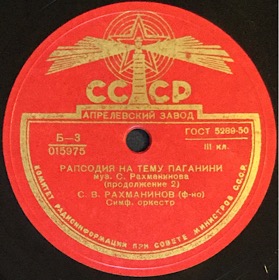 СССР
АПРЕЛЕВСКИЙ ЗАВОД
Б—3
015975
ГОСТ 5289-50
III кл.
РАПСОДИЯ НА ТЕМУ ПАГАНИНИ
муз. С. Рахманинова
(продолжение 2)
С. В. РАХМАНИНОВ (ф-но)
Симф. оркестр
КОМИТЕТ РАДИОИНФОРМАЦИИ ПРИ СОВЕТЕ МИНИСТРОВ СССР